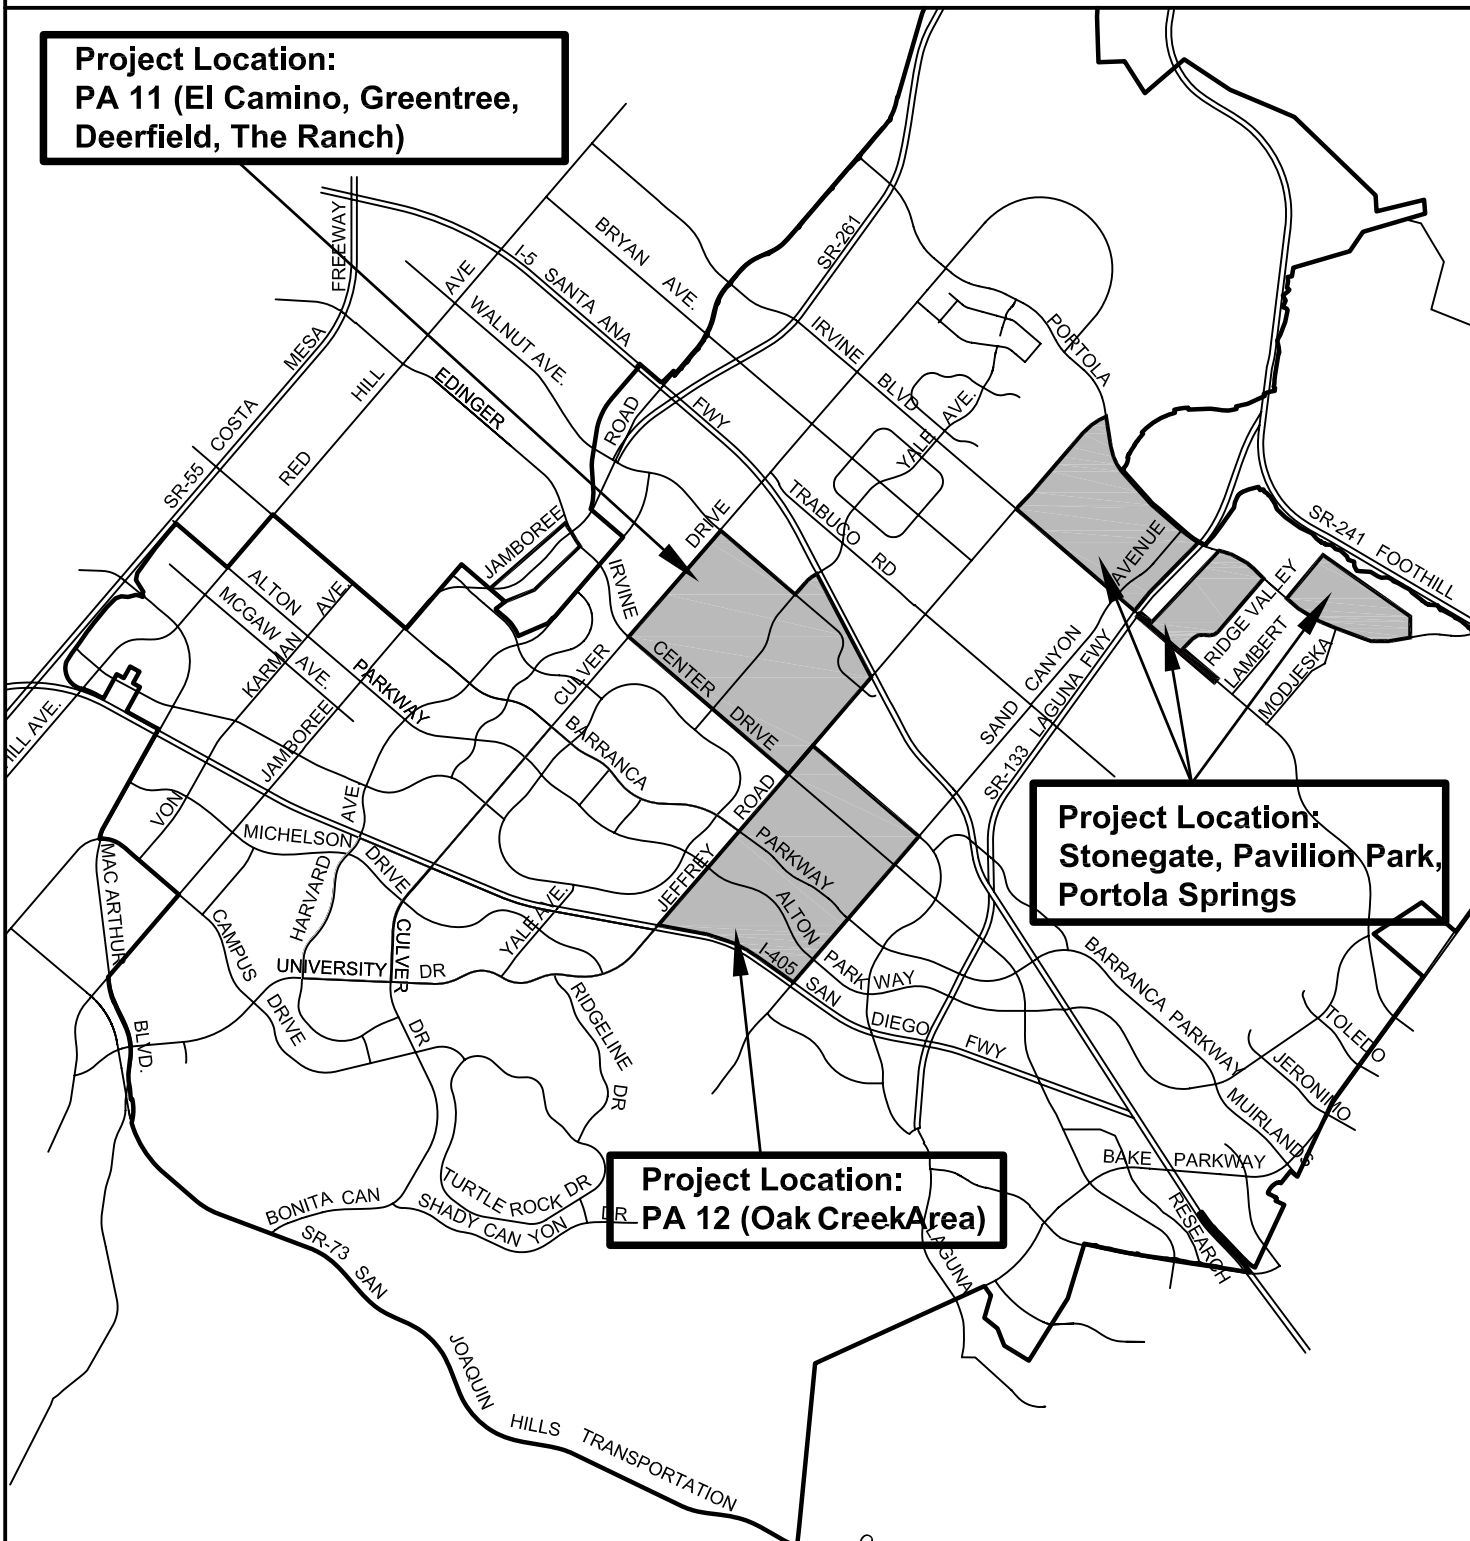 Project Location:
PA 11 (El Camino, Greentree,
Deerfield, The Ranch)
FREEWAY
MESA
COSTA
SR-55
I-5 SANTA ANA
FWY
BRYAN AVE.
WALNUT AVE.
EDINGER
RED HILL AVE
ROAD
JAMBOREE
SR-261
IRVINE
BLVD
PORTOLA
YALE AVE.
TRABUCO RD
DRIVE
CULVER
IRVINE
CENTER
DRIVE
AVENUE
SR-241 FOOTHILL
RIDGE VALLEY
LAMBERT
MODJESKA
SAND CANYON
SR-133 LAGUNA FWY
ALTON
PARKWAY
MCGAW AVE.
VON
KARMAN
AVE.
JAMBOREE
HILL AVE.
BARRANCA
PARKWAY
ROAD
JEFFREY
ALTON
PARK WAY
MICHELSON
DRIVE
HARVARD
AVE
YALE AVE.
MAC ARTHUR
BLVD.
CAMPUS
DRIVE
UNIVERSITY DR
CULVER
DR
RIDGELINE
DR
I-405
SAN
DIEGO
FWY
Project Location:
Stonegate, Pavilion Park,
Portola Springs
BARRANCA PARKWAY
TOLEDO
JERONIMO
MUIRLANDS
BAKE PARKWAY
RESEARCH
LAGUNA
Project Location:
PA 12 (Oak CreekArea)
TURTLE ROCK DR
BONITA CAN
SHADY CAN YON
DR
SR-73 SAN
JOAQUIN
HILLS TRANSPORTATION